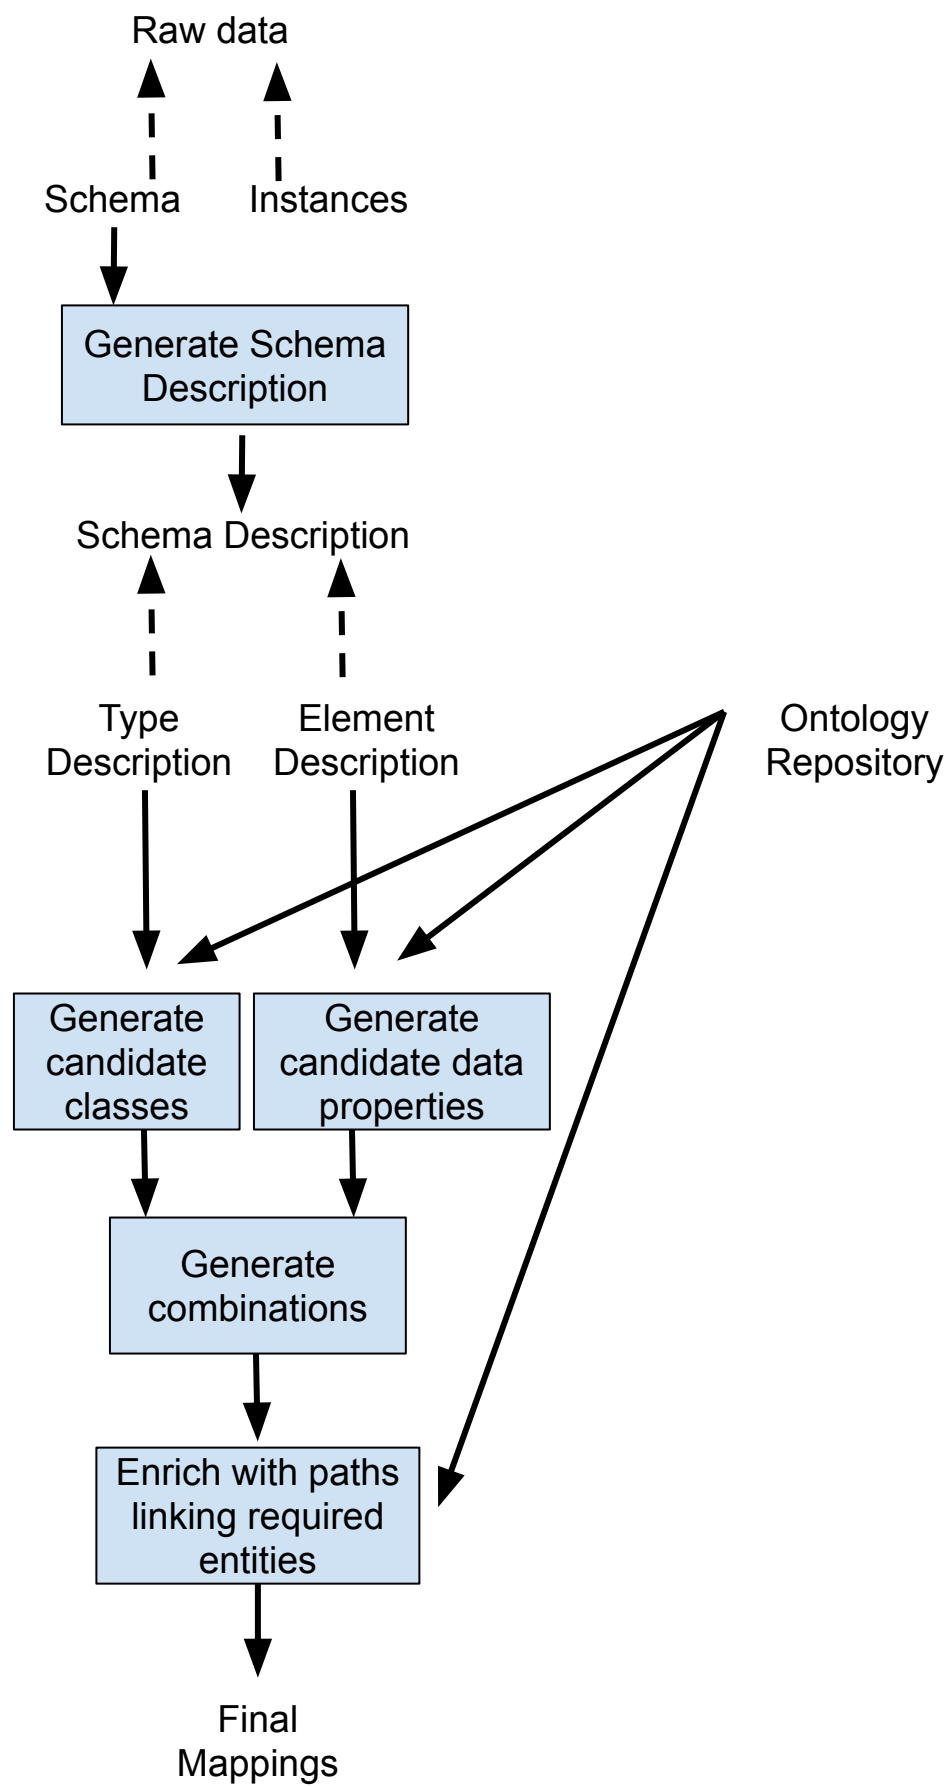 Raw data
Schema
Instances
Generate Schema
Description
Schema Description
Type
Description
Element
Description
Ontology
Repository
Generate
candidate
classes
Generate
candidate data
properties
Generate
combinations
Enrich with paths
linking required
entities
Final
Mappings